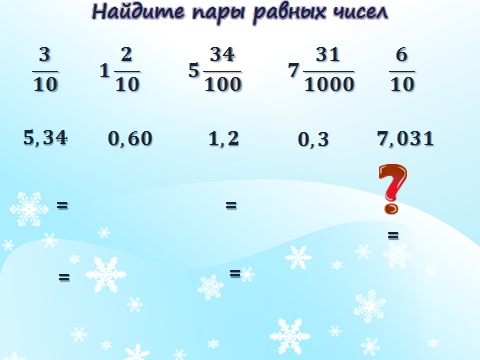 Найдите пары равных чисел
3/10 1 2/10 5 34/100 7 31/1000 6/10
5,34 0,60 1,2 0,3 7,031
?
= = =
= =